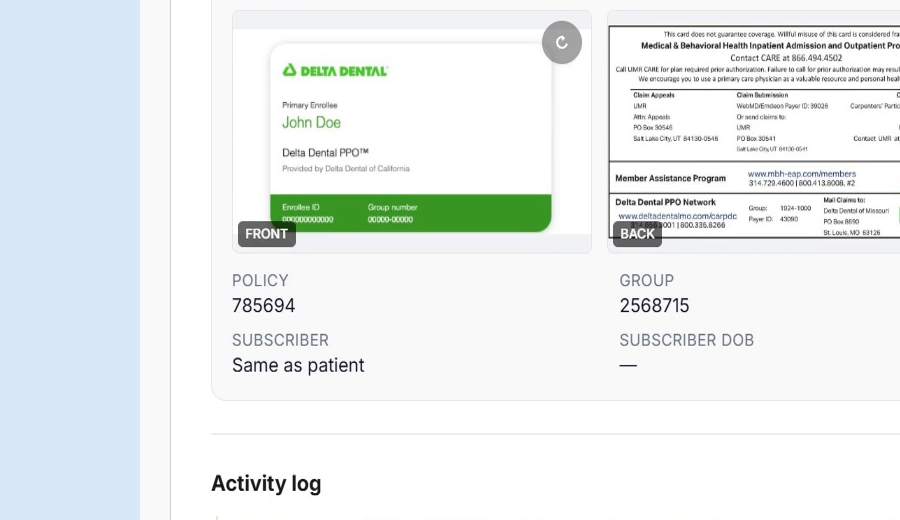 DELTA DENTAL
Primary Enrollee
John Doe
Delta Dental PPO™
Provided by Delta Dental of California
Enrollee ID Group number
000000000000 00000-00000
FRONT
This card does not guarantee coverage. Willful misuse of this card is considered
Medical & Behavioral Health Inpatient Admission and Outpatient
Contact CARE at 866.494.4502
Call UMR CARE for plan required prior authorization. Failure to call for prior authorization may
We encourage you to use a primary care physician as a valuable resource and personal
Claim Appeals Claim Submission
UMR WebMD/Emdeon Payer ID: 39026 Carpenters'
Attn: Appeals Or send claims to:
PO Box 30546 UMR
Salt Lake City, UT 84130-0546 PO Box 30541 Contact UMR at
Salt Lake City, UT 84130-0541
Member Assistance Program www.mbh-eap.com/members
314.729.4600 | 800.413.8008, #2
Delta Dental PPO Network Group: 1924-1000 Mail Claims to:
www.deltadentalmo.com/carpdc Payer ID: 43090 Delta Dental of Missouri
800.335.8266 PO Box 8690
St. Louis, MO 63126
BACK
POLICY GROUP
785694 2568715
SUBSCRIBER SUBSCRIBER DOB
Same as patient —
Activity log